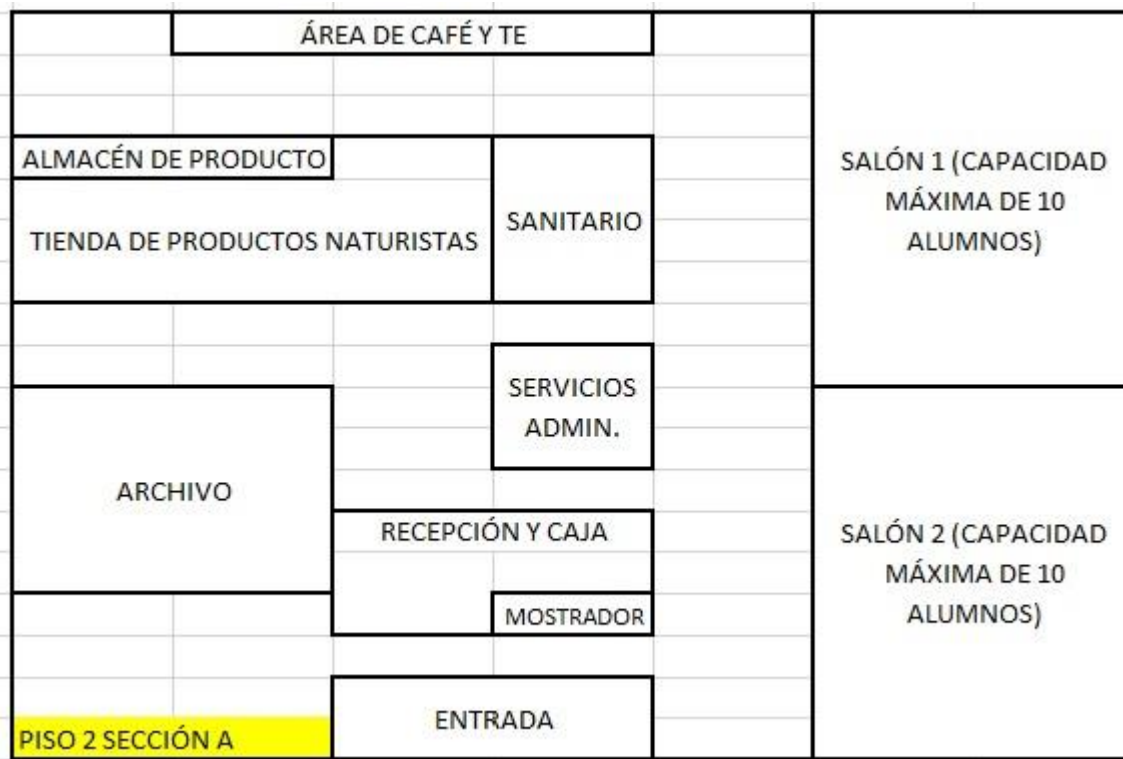 ÁREA DE CAFÉ Y TE
ALMACÉN DE PRODUCTO
TIENDA DE PRODUCTOS NATURISTAS
SANITARIO
SALÓN 1 (CAPACIDAD
MÁXIMA DE 10
ALUMNOS)
SERVICIOS
ADMIN.
ARCHIVO
RECEPCIÓN Y CAJA
MOSTRADOR
SALÓN 2 (CAPACIDAD
MÁXIMA DE 10
ALUMNOS)
ENTRADA
PISO 2 SECCIÓN A